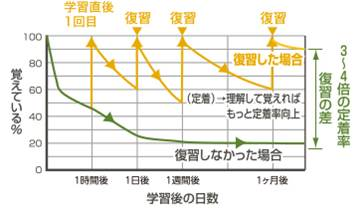 学習直後
1回目
復習
復習
復習
100
80
60
40
20
0
覚えている%
復習した場合
(定着)→理解して覚えれば
もっと定着率向上
復習しなかった場合
1時間後
1日後
1週間後
1ヶ月後
学習後の日数
3〜4倍の定着率
復習の差